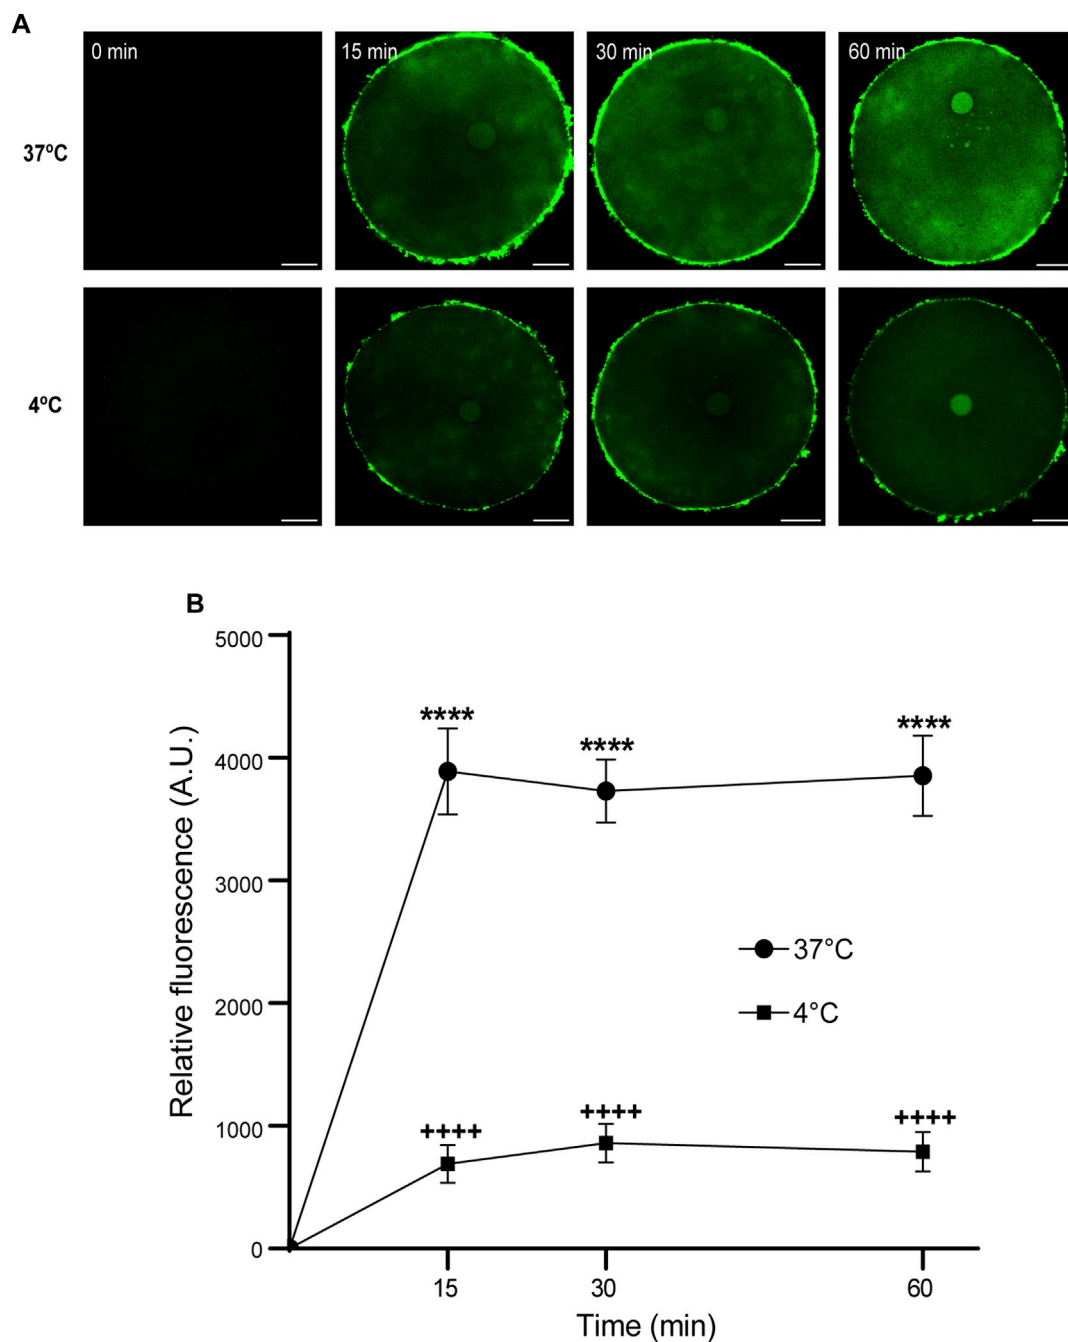 A
0 min 15 min 30 min 60 min
37ºC
4ºC
B
5000
4000
3000
2000
1000
0
Relative fluorescence (A.U.)
**** **** ****
++++ ++++ ++++
37°C
4°C
15 30 60
Time (min)